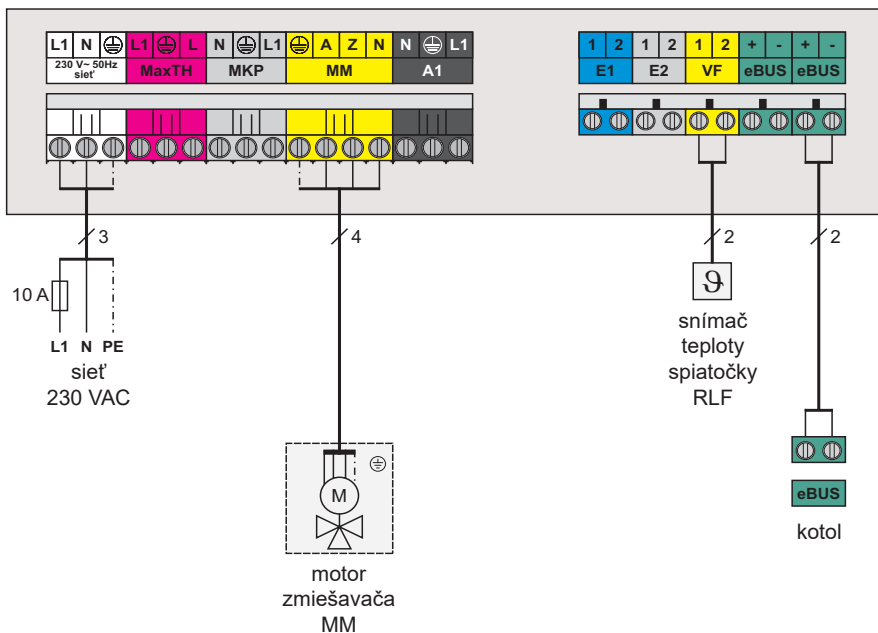 L1 N L1 L N L1 A Z N N L1
230 V~ 50Hz
sieť
MaxTH MKP MM A1
1 2 1 2 1 2 + - + -
E1 E2 VF eBUS eBUS
3
4
2
2
10 A
L1 N PE
sieť
230 VAC
ϑ
snímač
teploty
spiatočky
RLF
M
motor
zmiešavača
MM
eBUS
kotol